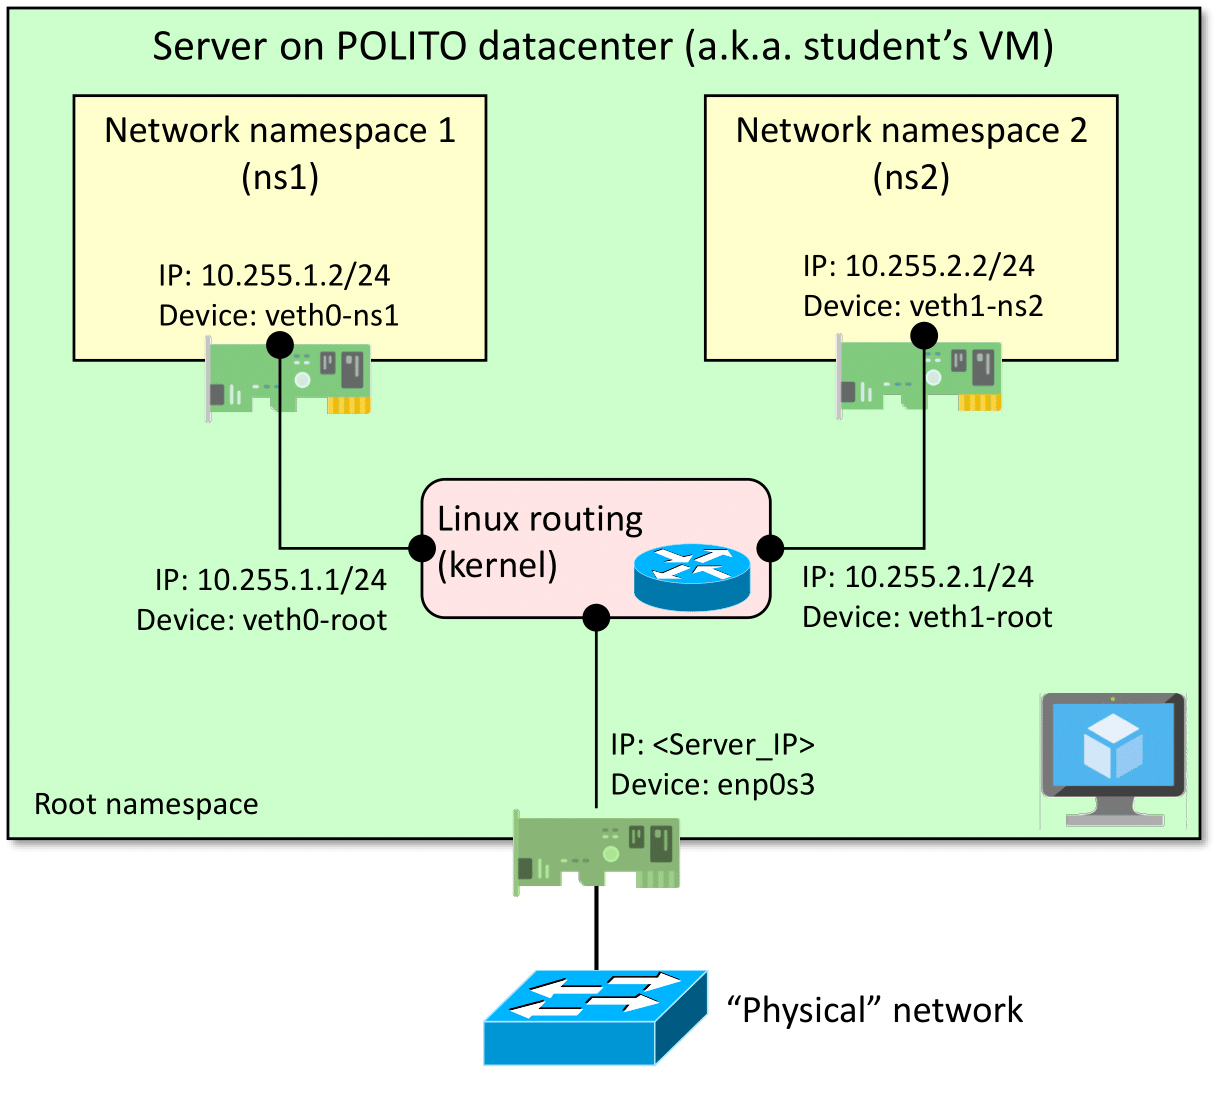 Server on POLITO datacenter (a.k.a. student’s VM)
Network namespace 1
(ns1)
IP: 10.255.1.2/24
Device: veth0-ns1
Network namespace 2
(ns2)
IP: 10.255.2.2/24
Device: veth1-ns2
Linux routing
(kernel)
IP: 10.255.1.1/24
Device: veth0-root
IP: 10.255.2.1/24
Device: veth1-root
IP: <Server_IP>
Device: enp0s3
Root namespace
“Physical” network